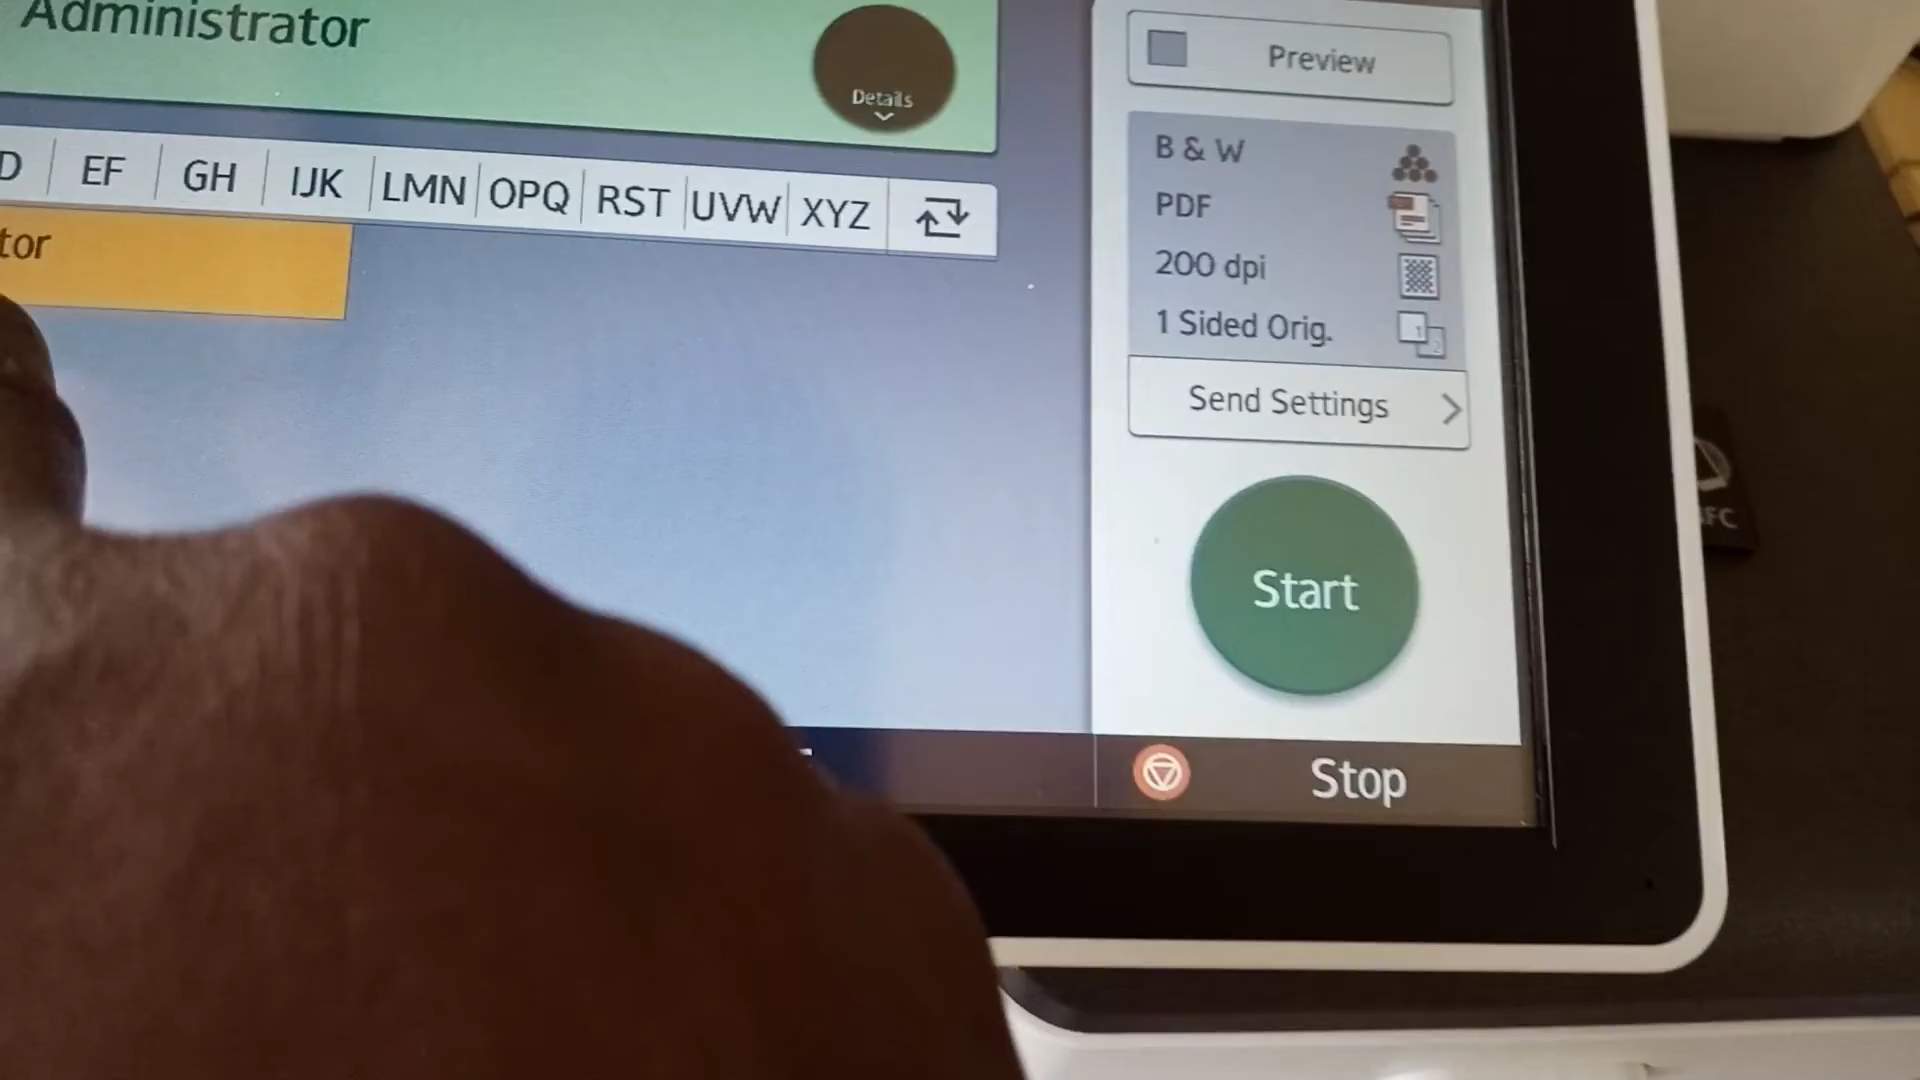 Administrator
Details
D EF GH IJK LMN OPQ RST UVW XYZ
tor
Preview
B & W
PDF
200 dpi
1 Sided Orig.
Send Settings
Start
Stop